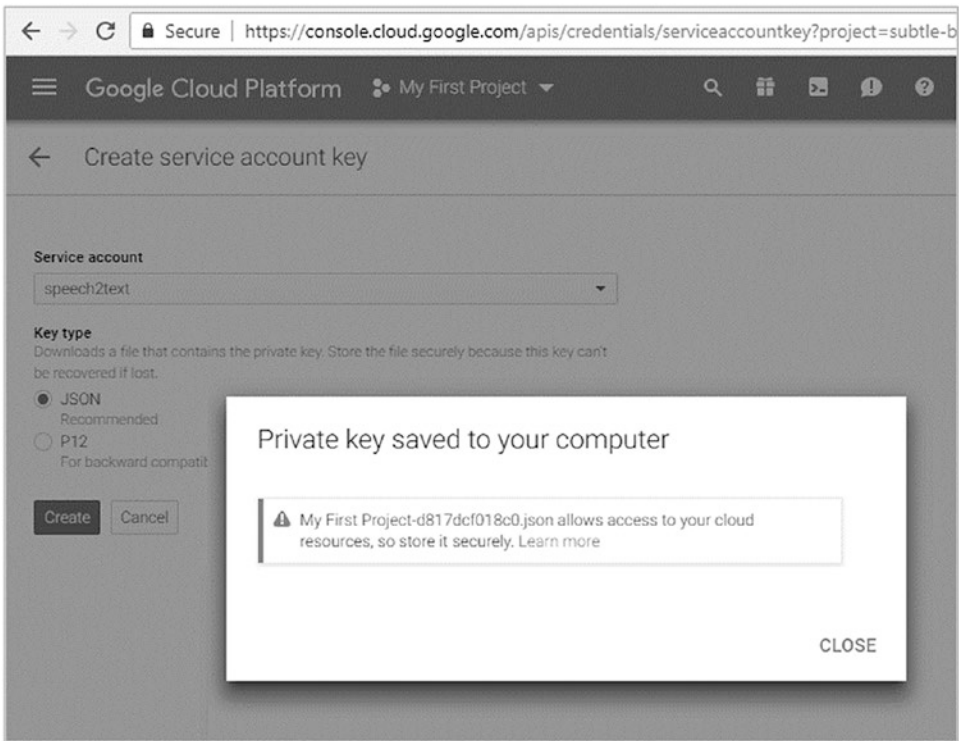 Secure | https://console.cloud.google.com/apis/credentials/serviceaccountkey?project=subtle-b
Google Cloud Platform My First Project
Create service account key
Service account
speech2text
Key type
Downloads a file that contains the private key. Store the file securely because this key can't
be recovered if lost.
JSON
Recommended
P12
For backward compatib
Create Cancel
Private key saved to your computer
My First Project-d817dcf018c0.json allows access to your cloud
resources, so store it securely. Learn more
CLOSE